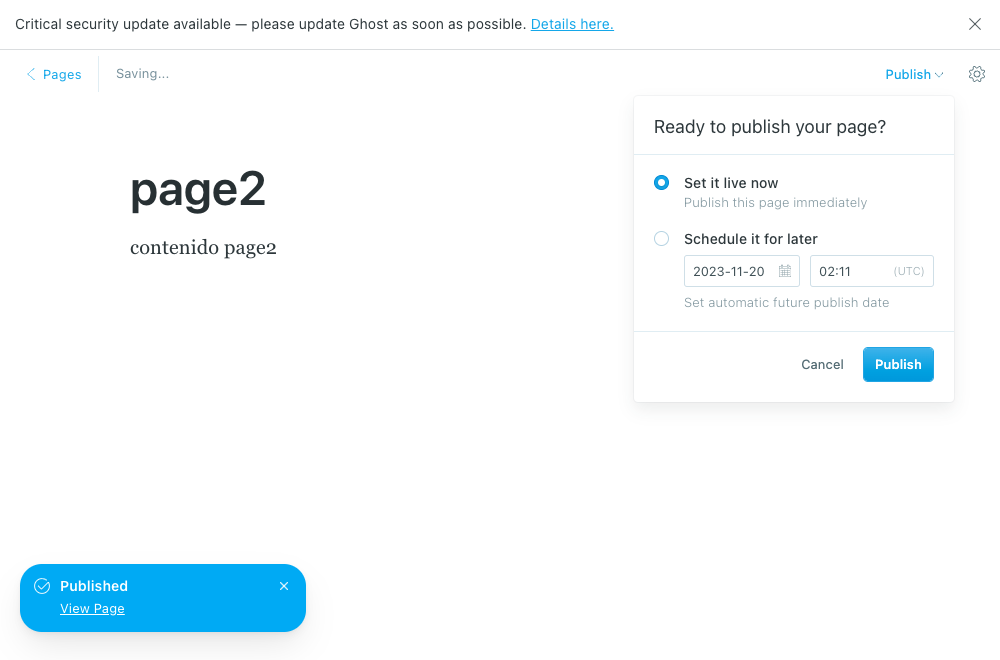 Critical security update available — please update Ghost as soon as possible. Details here.
Pages
Saving...
Publish
Ready to publish your page?
Set it live now
Publish this page immediately
Schedule it for later
2023-11-20
02:11 (UTC)
Set automatic future publish date
Cancel
Publish
page2
contenido page2
Published
View Page